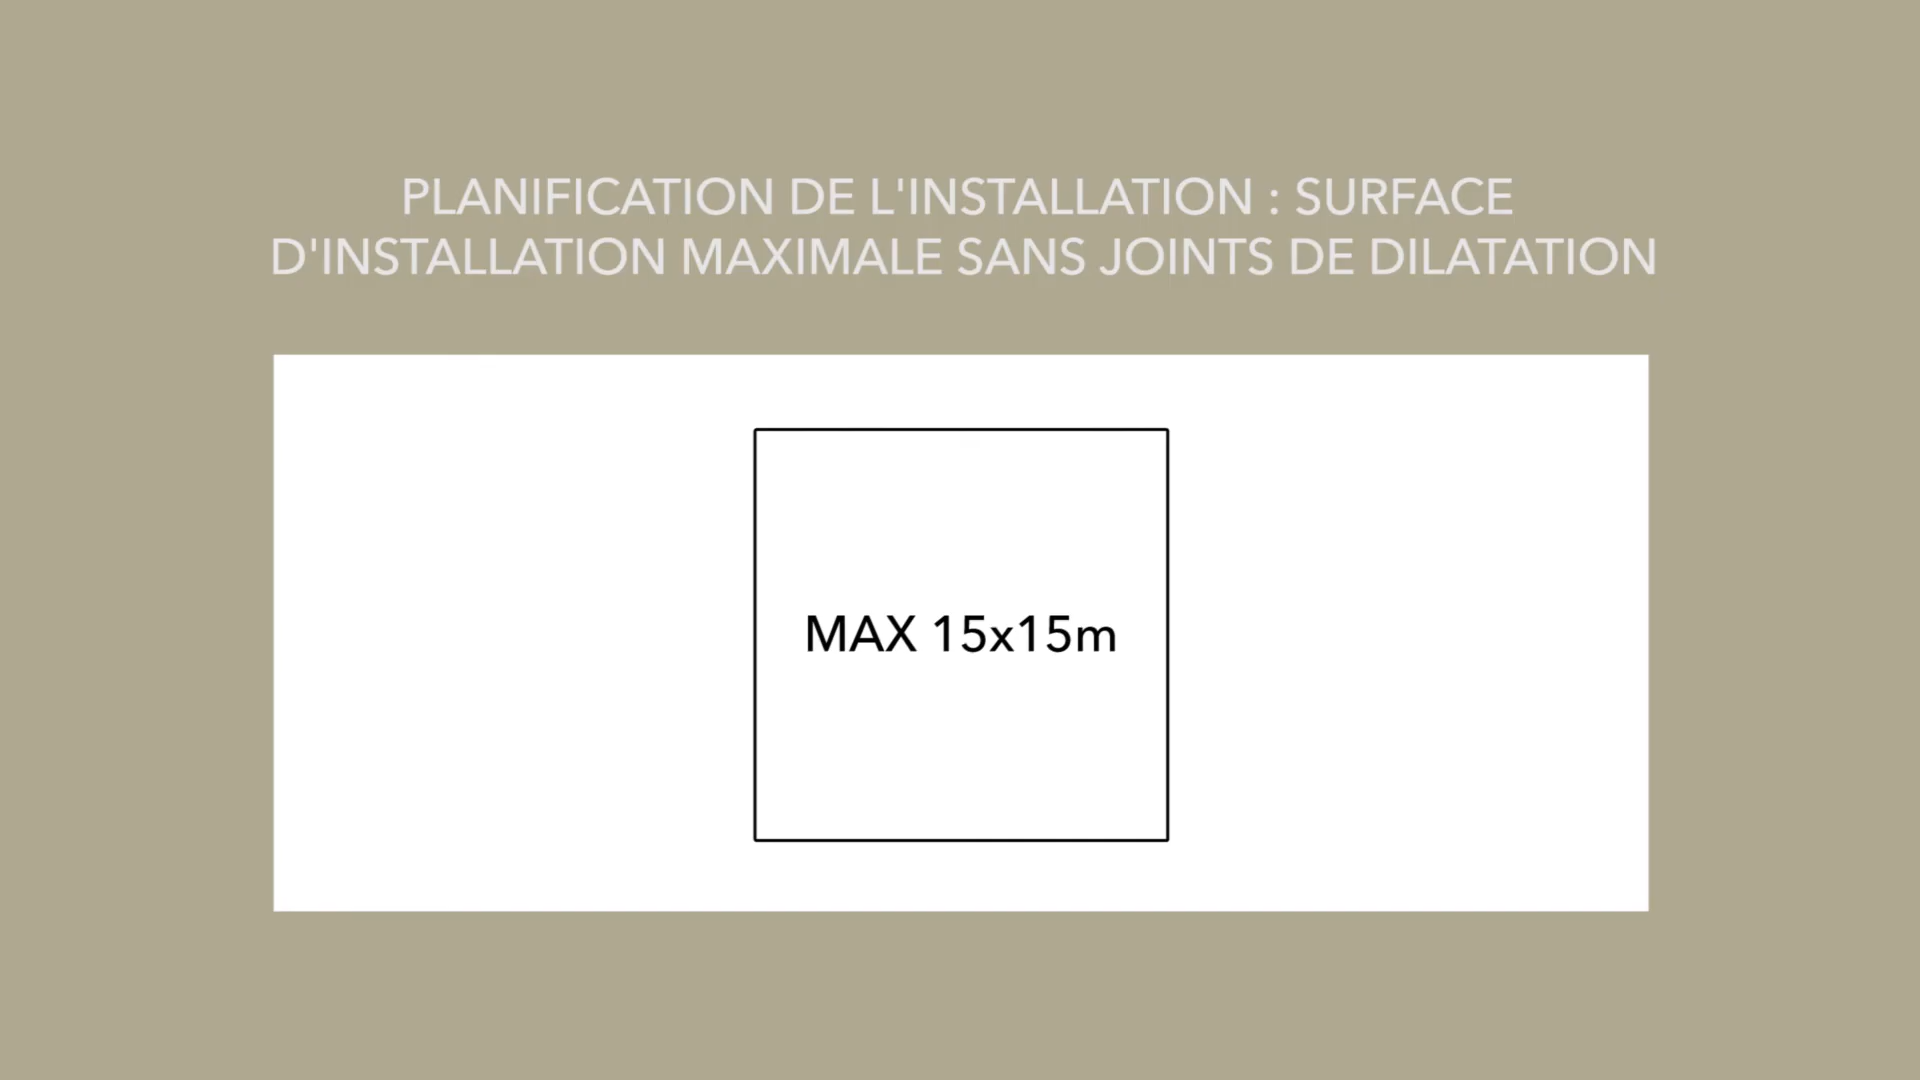 PLANIFICATION DE L'INSTALLATION : SURFACE
D'INSTALLATION MAXIMALE SANS JOINTS DE DILATATION
MAX 15x15m